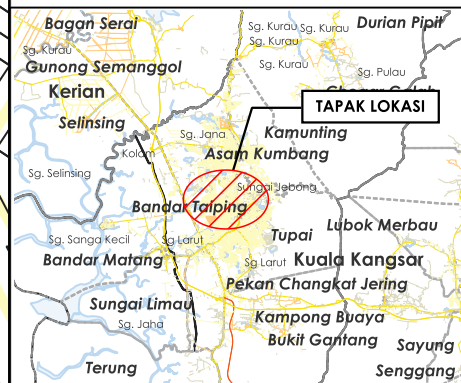 Bagan Serai
Sg. Kurau Sg. Kurau
Durian Pipit
Sg. Kurau
Sg. Kurau
Gunong Semanggol
Sg. Kurau
Sg. Pulau
Kerian
TAPAK LOKASI
Selinsing
Sg. Jana
Kamunting
Kolam
Asam Kumbang
Sg. Selinsing
Sungai Jebong
Bandar Taiping
Lubok Merbau
Sg. Sanga Kecil
Sg Larut
Tupai
Bandar Matang
Sg Larut
Kuala Kangsar
Pekan Changkat Jering
Sungai Limau
Kampong Buaya
Sg. Jaha
Bukit Gantang
Sayung
Terung
Senggang